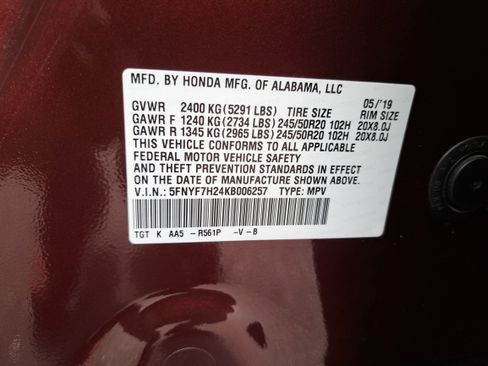 MFD. BY HONDA MFG. OF ALABAMA, LLC
GVWR 2400 KG(5291 LBS) TIRE SIZE 05/'19 RIM SIZE
GAWR F 1240 KG(2734 LBS) 245/50R20 102H 20X8.0J
GAWR R 1345 KG(2965 LBS) 245/50R20 102H 20X8.0J
THIS VEHICLE CONFORMS TO ALL APPLICABLE
FEDERAL MOTOR VEHICLE SAFETY
AND THEFT PREVENTION STANDARDS IN EFFECT
ON THE DATE OF MANUFACTURE SHOWN ABOVE.
V.I.N.: 5FNYF7H24KB006257 TYPE: MPV
TGT K AA5 -R561P -V-B